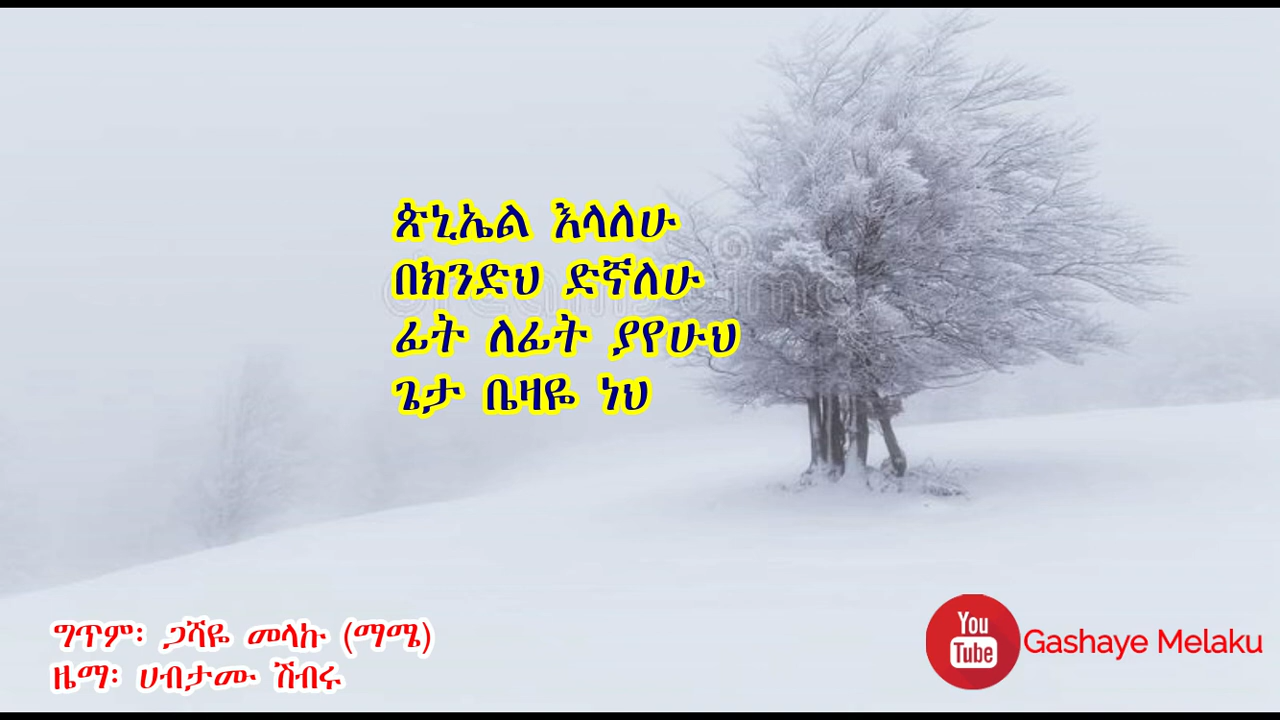 ጵኒኤል እላለሁ
በክንድህ ድኛለሁ
ፊት ለፊት ያየሁህ
ጌታ ቤዛዬ ነህ
dreamstime
ግጥም፡ ጋሻዬ መላኩ (ማሜ)
ዜማ፡ ሀብታሙ ሽብሩ
You
Tube
Gashaye Melaku